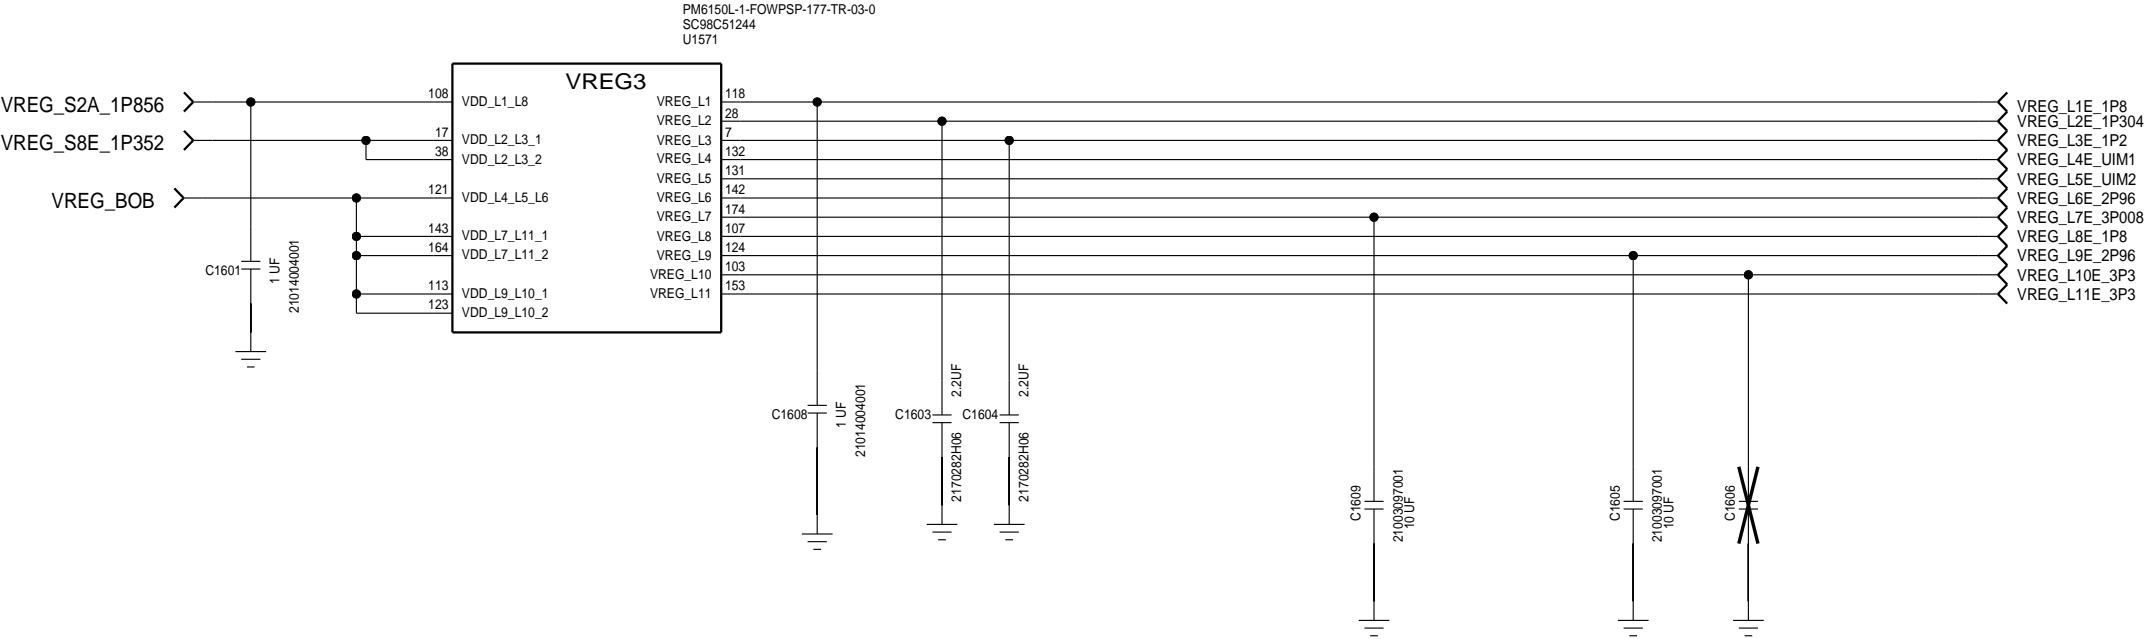 PM6150L-1-FOWPSP-177-TR-03-0
SC98C51244
U1571
VREG3
VREG_S2A_1P856
108
VDD_L1_L8
VREG_L1
118
VREG_L1E_1P8
VREG_L2
28
VREG_L2E_1P304
VREG_S8E_1P352
17
VDD_L2_L3_1
VREG_L3
7
VREG_L3E_1P2
38
VDD_L2_L3_2
VREG_L4
132
VREG_L4E_UIM1
VREG_L5
131
VREG_L5E_UIM2
VREG_BOB
121
VDD_L4_L5_L6
VREG_L6
142
VREG_L6E_2P96
VREG_L7
174
VREG_L7E_3P008
143
VDD_L7_L11_1
VREG_L8
107
VREG_L8E_1P8
164
VDD_L7_L11_2
VREG_L9
124
VREG_L9E_2P96
VREG_L10
103
VREG_L10E_3P3
113
VDD_L9_L10_1
VREG_L11
153
VREG_L11E_3P3
123
VDD_L9_L10_2
C1601
1 UF
21014004001
C1608
1 UF
21014004001
C1603
2.2UF
2170282H06
C1604
2.2UF
2170282H06
C1609
21003097001
10 UF
C1605
21003097001
10 UF
C1606